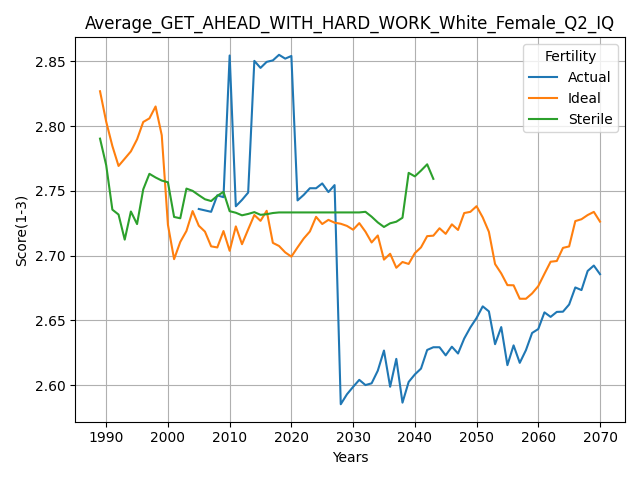 Average_GET_AHEAD_WITH_HARD_WORK_White_Female_Q2_IQ
Fertility
Actual
Ideal
Sterile
Score(1-3)
2.85
2.80
2.75
2.70
2.65
2.60
1990 2000 2010 2020 2030 2040 2050 2060 2070
Years